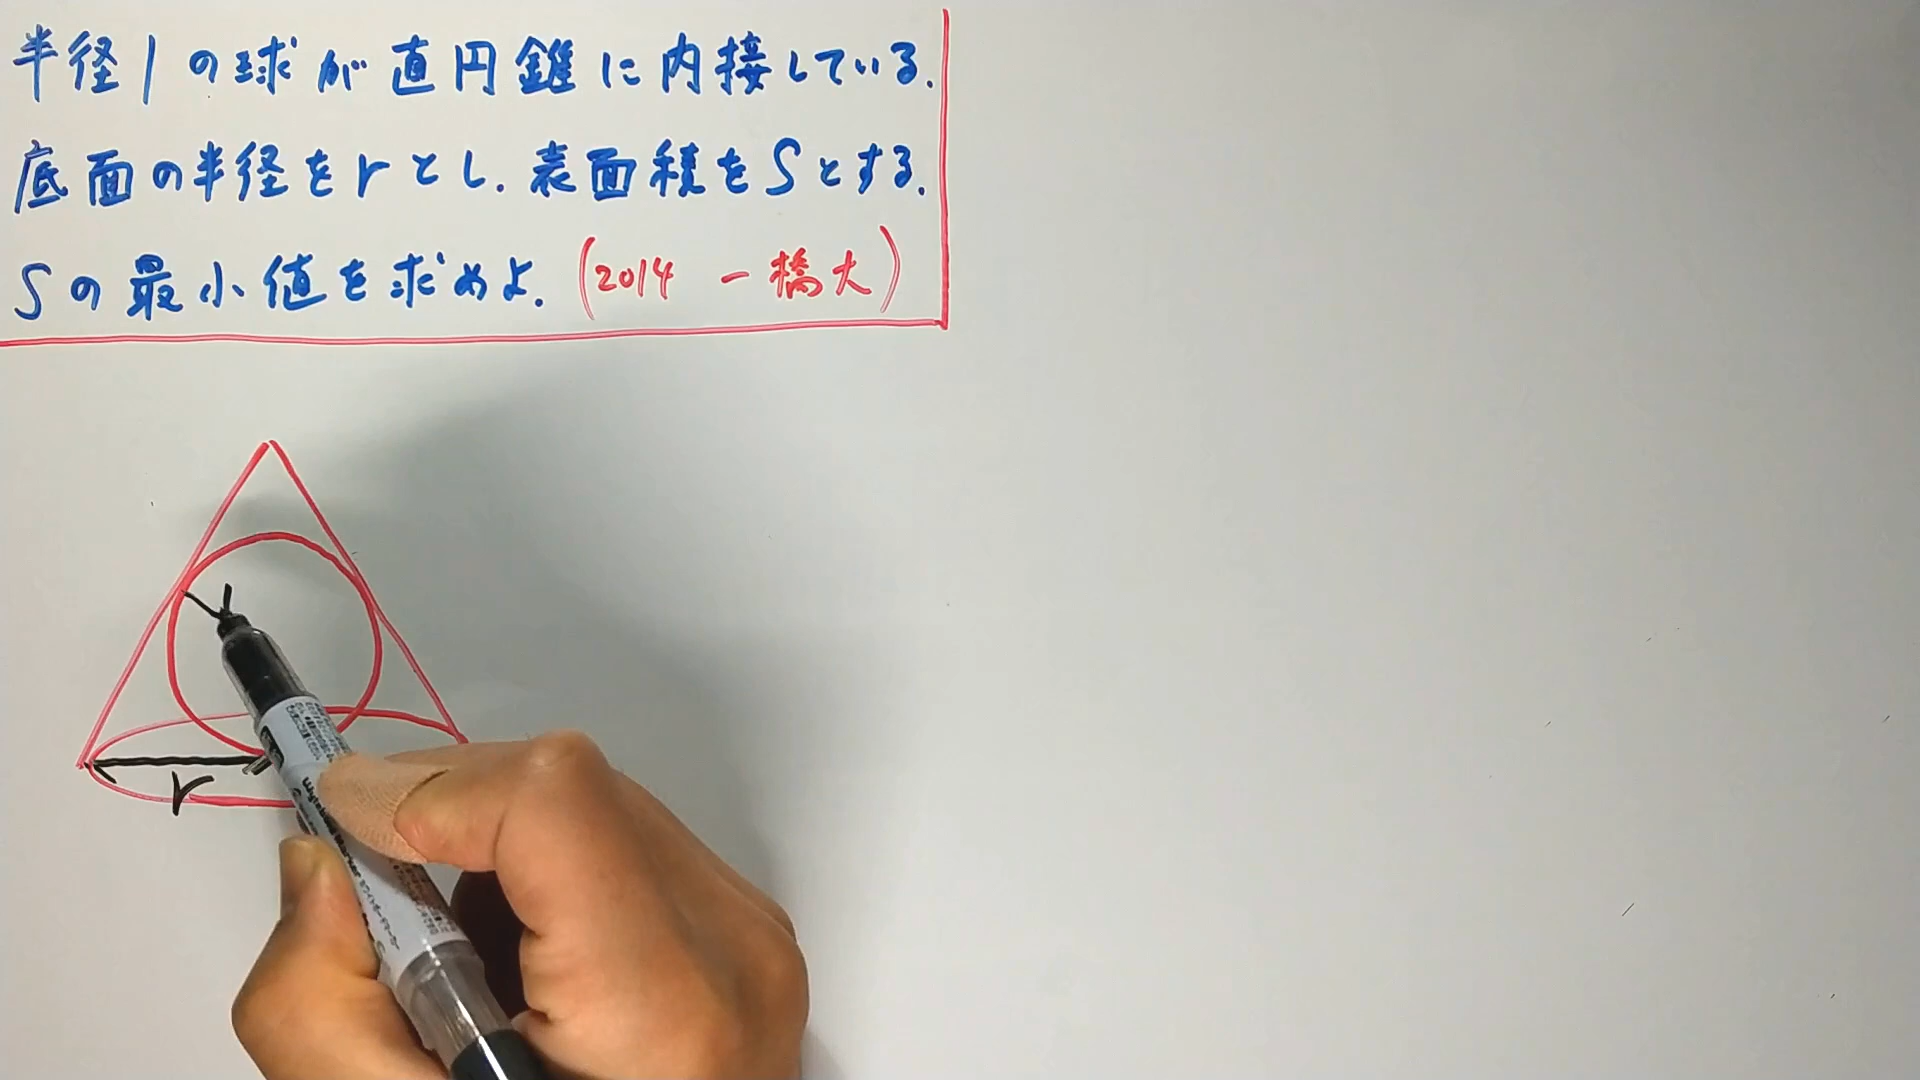 半径1の球が直円錐に内接している.
底面の半径をrとし.表面積をSとする.
Sの最小値を求めよ.(2014 一橋大)
r